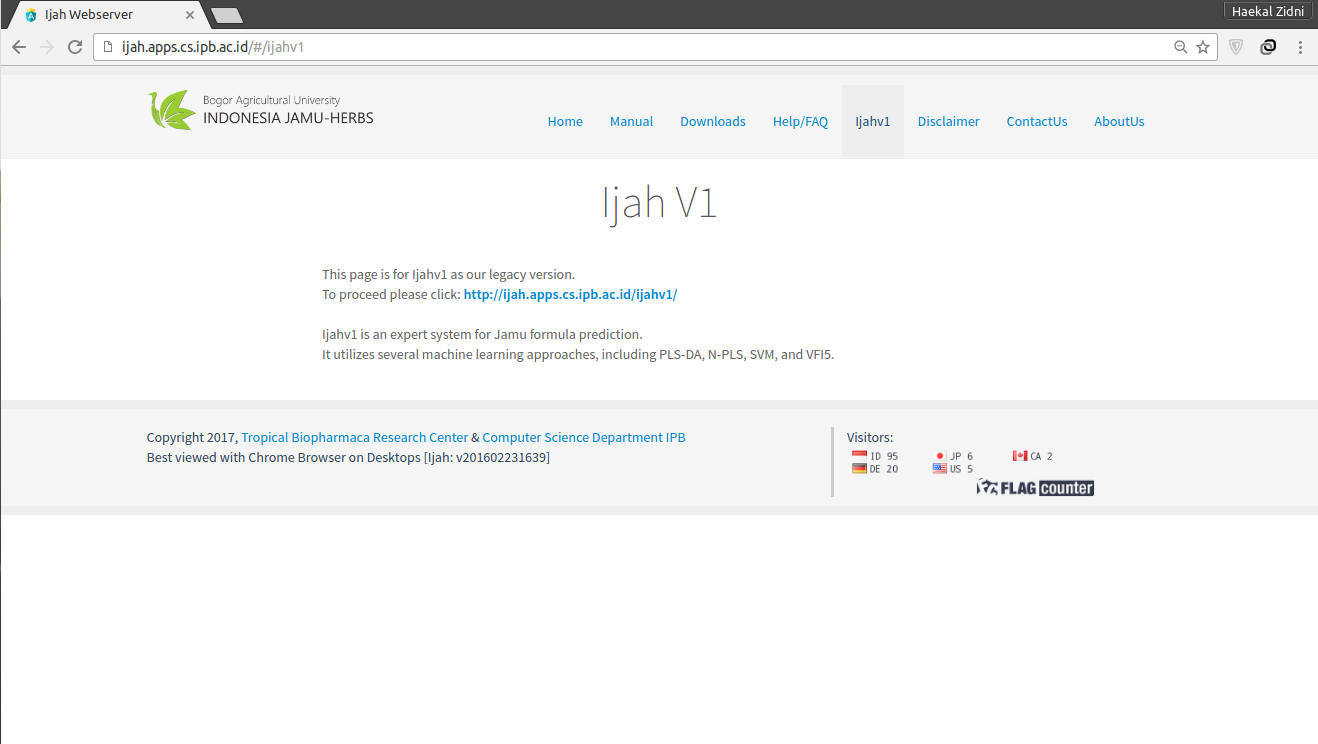 Ijah Webserver
Haekal Zidni
ijah.apps.cs.ipb.ac.id/#/ijahv1
Bogor Agricultural University
INDONESIA JAMU-HERBS
Home Manual Downloads Help/FAQ Ijahv1 Disclaimer ContactUs AboutUs
Ijah V1
This page is for Ijahv1 as our legacy version.
To proceed please click: http://ijah.apps.cs.ipb.ac.id/ijahv1/
Ijahv1 is an expert system for Jamu formula prediction.
It utilizes several machine learning approaches, including PLS-DA, N-PLS, SVM, and VFI5.
Copyright 2017, Tropical Biopharmaca Research Center & Computer Science Department IPB
Best viewed with Chrome Browser on Desktops [Ijah: v201602231639]
Visitors:
ID 95 JP 6 CA 2
DE 20 US 5
FLAG counter